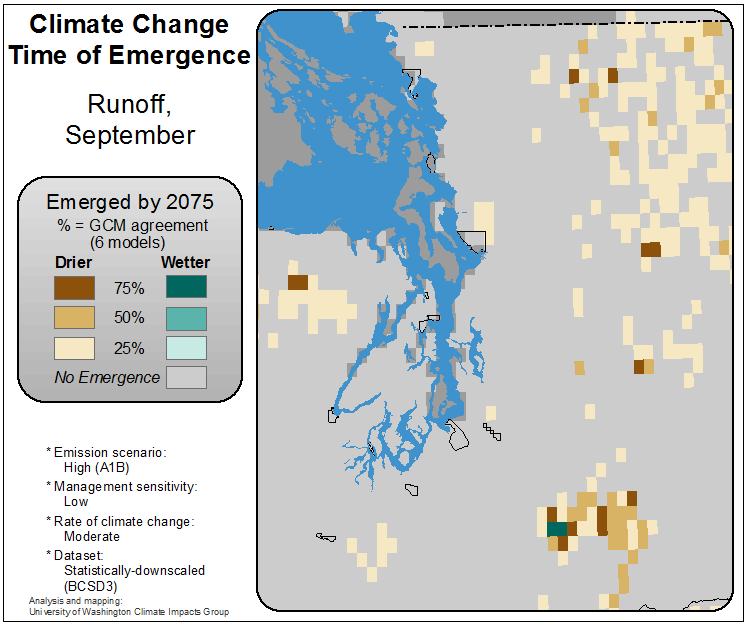 Climate Change
Time of Emergence
Runoff,
September
Emerged by 2075
% = GCM agreement
(6 models)
Drier Wetter
75%
50%
25%
No Emergence
* Emission scenario:
High (A1B)
* Management sensitivity:
Low
* Rate of climate change:
Moderate
* Dataset:
Statistically-downscaled
(BCSD3)
Analysis and mapping:
University of Washington Climate Impacts Group